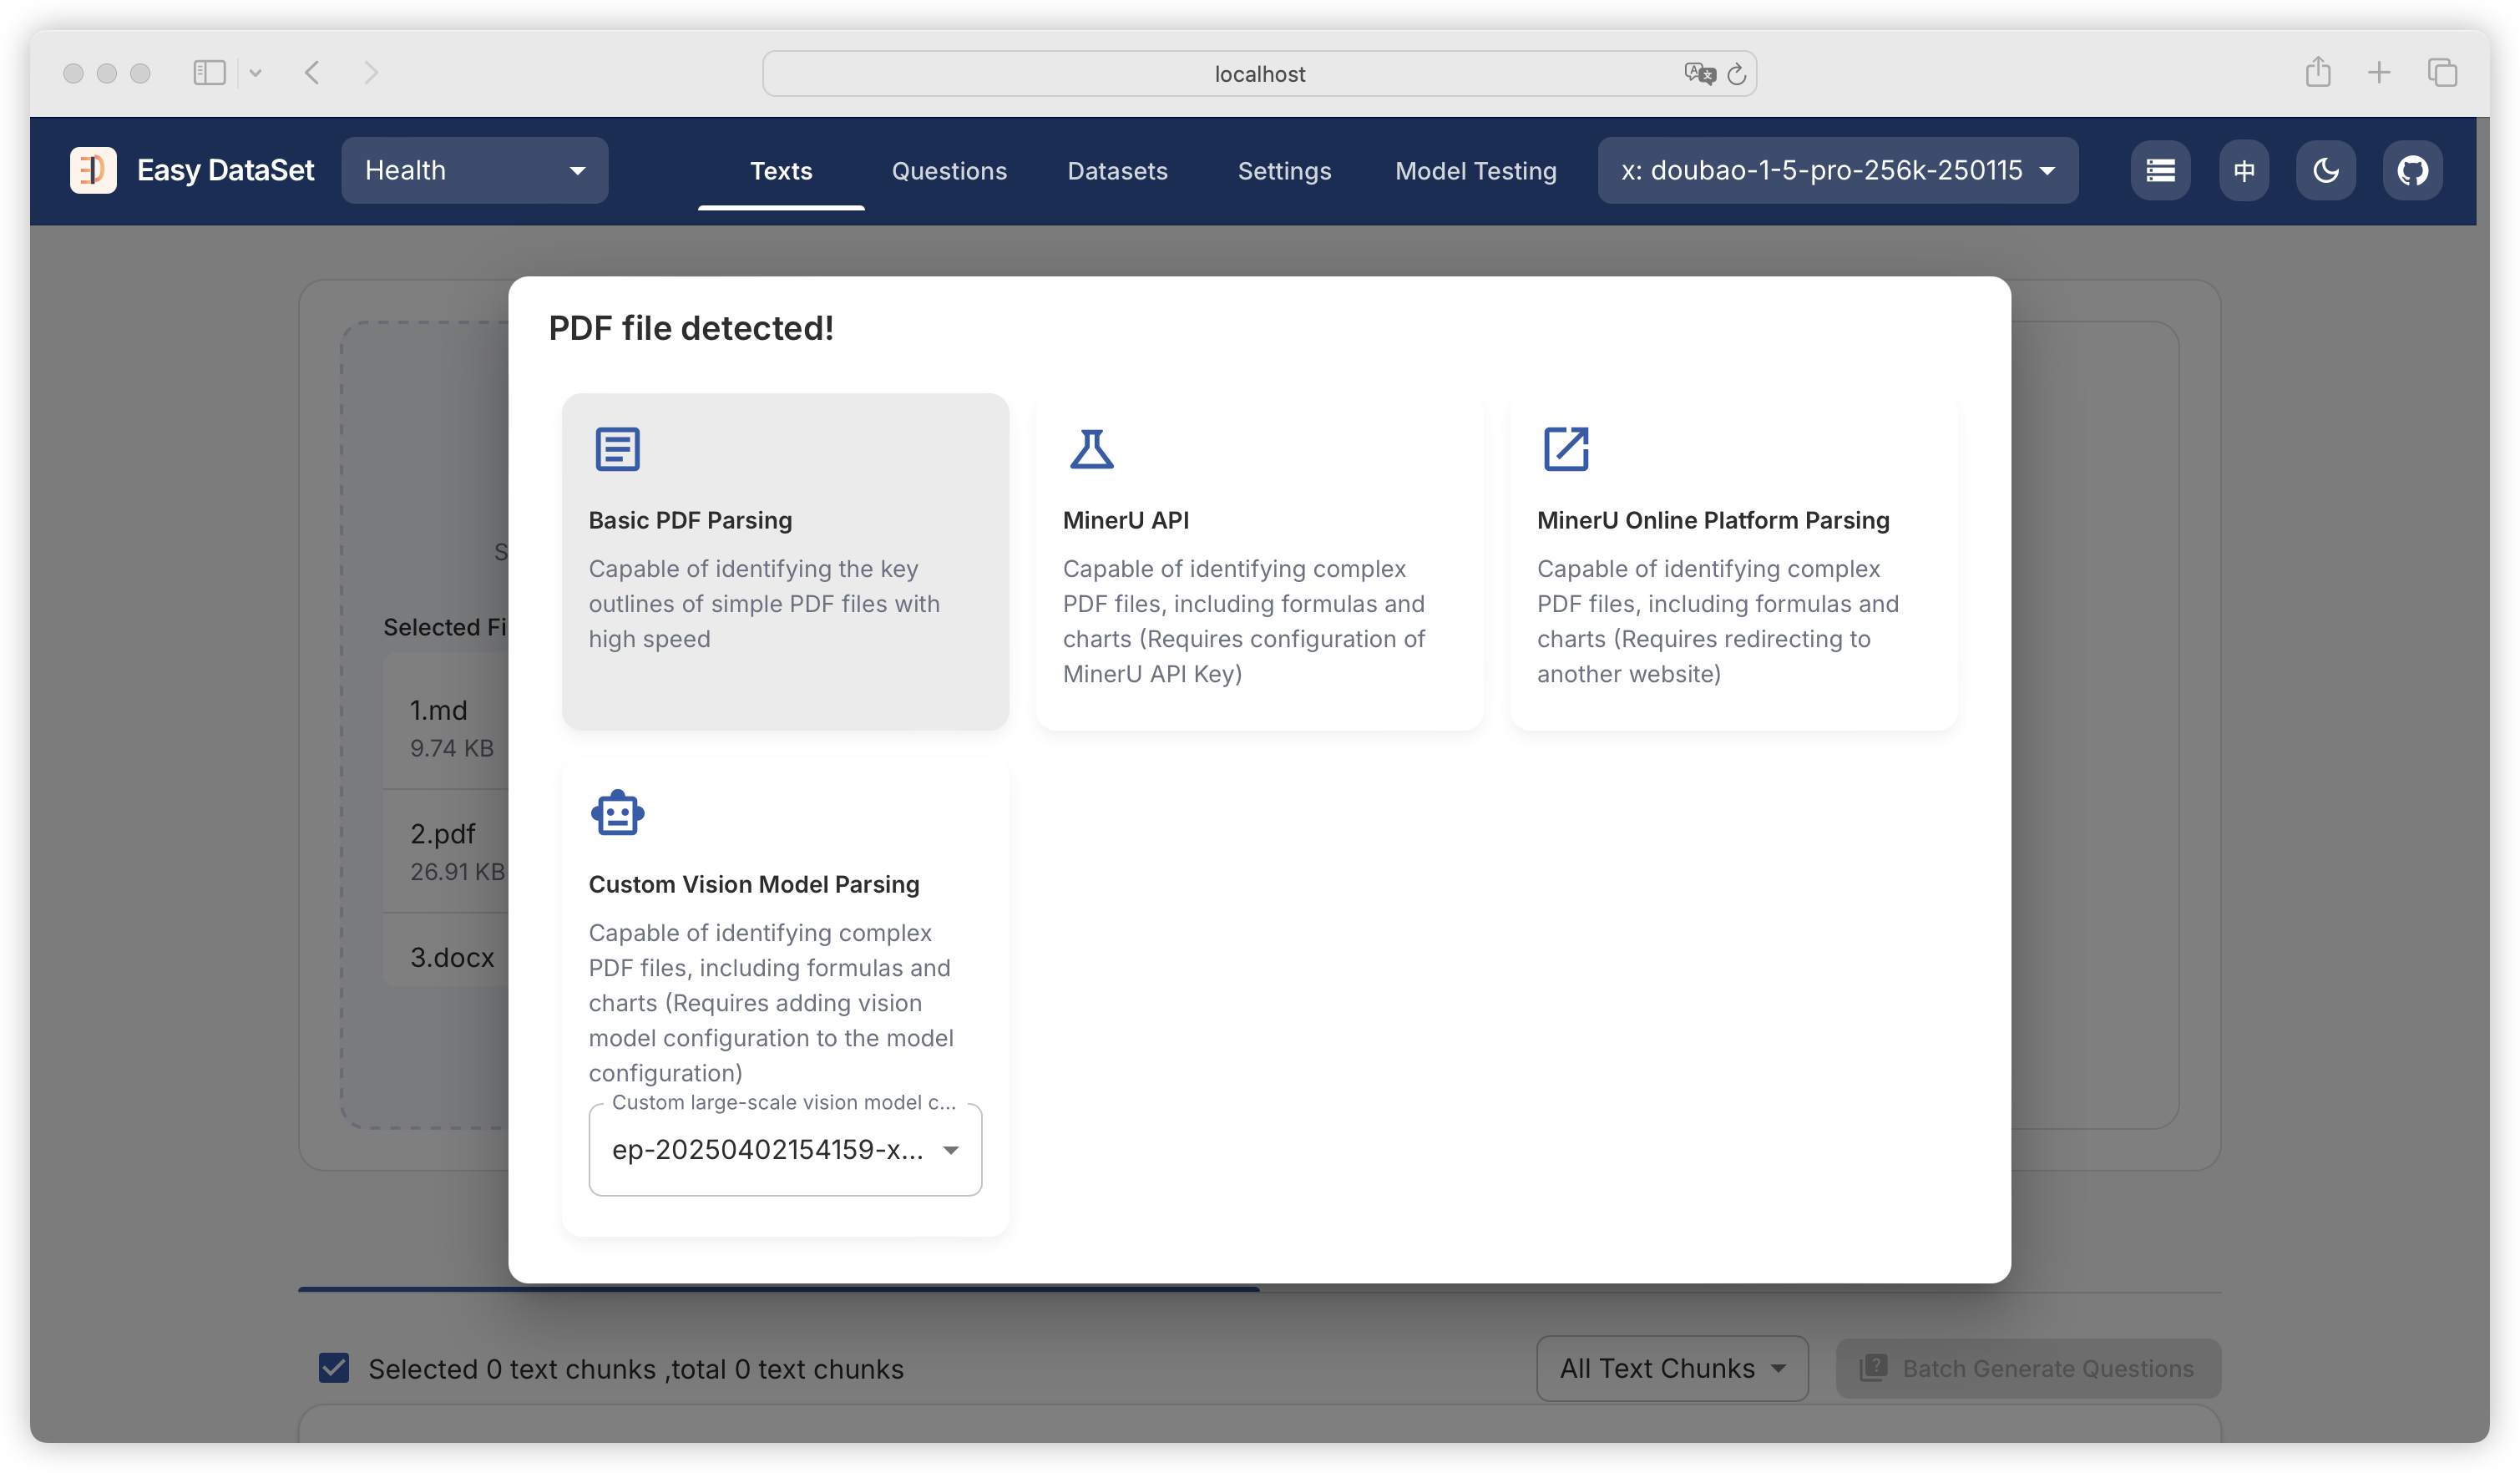 localhost
Easy DataSet
Health
Texts
Questions
Datasets
Settings
Model Testing
x: doubao-1-5-pro-256k-250115
中
PDF file detected!
Basic PDF Parsing
Capable of identifying the key
outlines of simple PDF files with
high speed
MinerU API
Capable of identifying complex
PDF files, including formulas and
charts (Requires configuration of
MinerU API Key)
MinerU Online Platform Parsing
Capable of identifying complex
PDF files, including formulas and
charts (Requires redirecting to
another website)
Custom Vision Model Parsing
Capable of identifying complex
PDF files, including formulas and
charts (Requires adding vision
model configuration to the model
configuration)
Custom large-scale vision model c...
ep-20250402154159-x...
S
Selected Fi
1.md
9.74 KB
2.pdf
26.91 KB
3.docx
Selected 0 text chunks ,total 0 text chunks
All Text Chunks
Batch Generate Questions